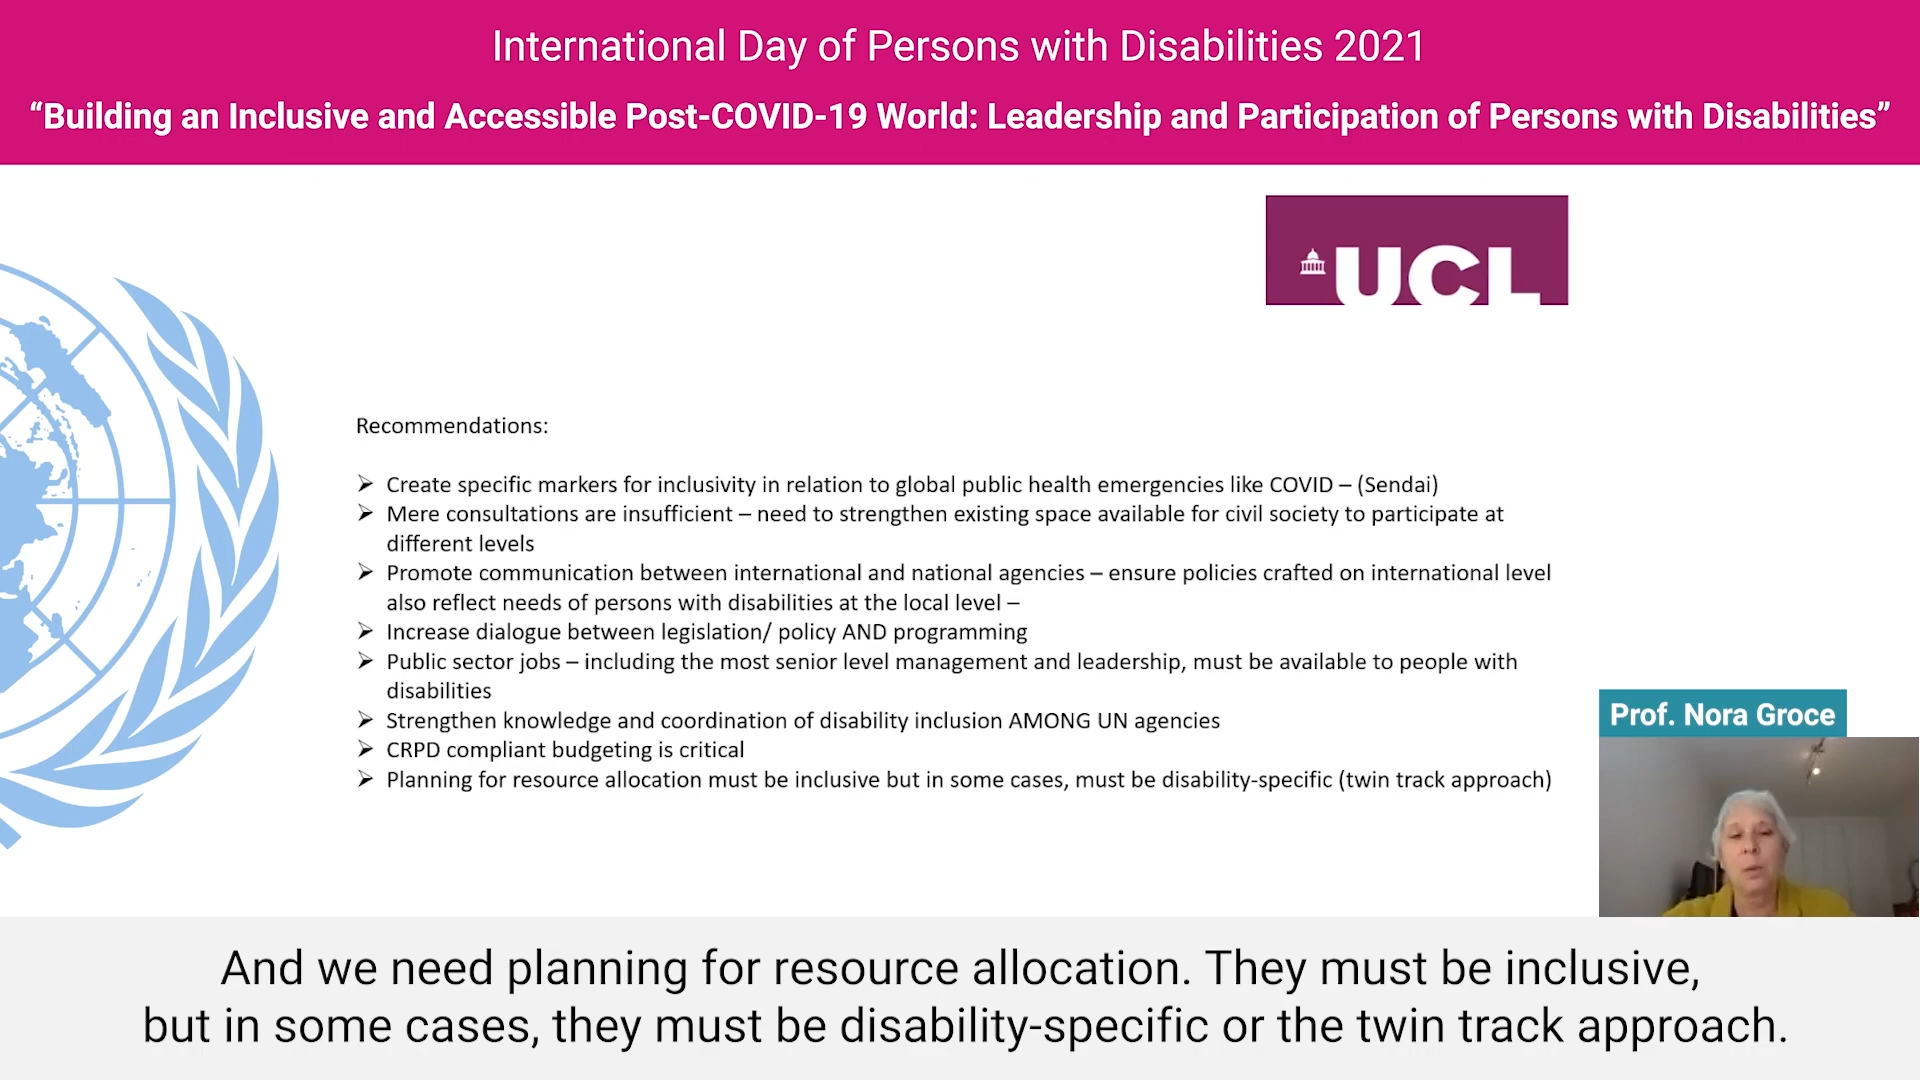 International Day of Persons with Disabilities 2021
“Building an Inclusive and Accessible Post-COVID-19 World: Leadership and Participation of Persons with Disabilities”
UCL
Recommendations:
➢ Create specific markers for inclusivity in relation to global public health emergencies like COVID – (Sendai)
➢ Mere consultations are insufficient – need to strengthen existing space available for civil society to participate at
different levels
➢ Promote communication between international and national agencies – ensure policies crafted on international level
also reflect needs of persons with disabilities at the local level –
➢ Increase dialogue between legislation/ policy AND programming
➢ Public sector jobs – including the most senior level management and leadership, must be available to people with
disabilities
➢ Strengthen knowledge and coordination of disability inclusion AMONG UN agencies
➢ CRPD compliant budgeting is critical
➢ Planning for resource allocation must be inclusive but in some cases, must be disability-specific (twin track approach)
Prof. Nora Groce
And we need planning for resource allocation. They must be inclusive,
but in some cases, they must be disability-specific or the twin track approach.